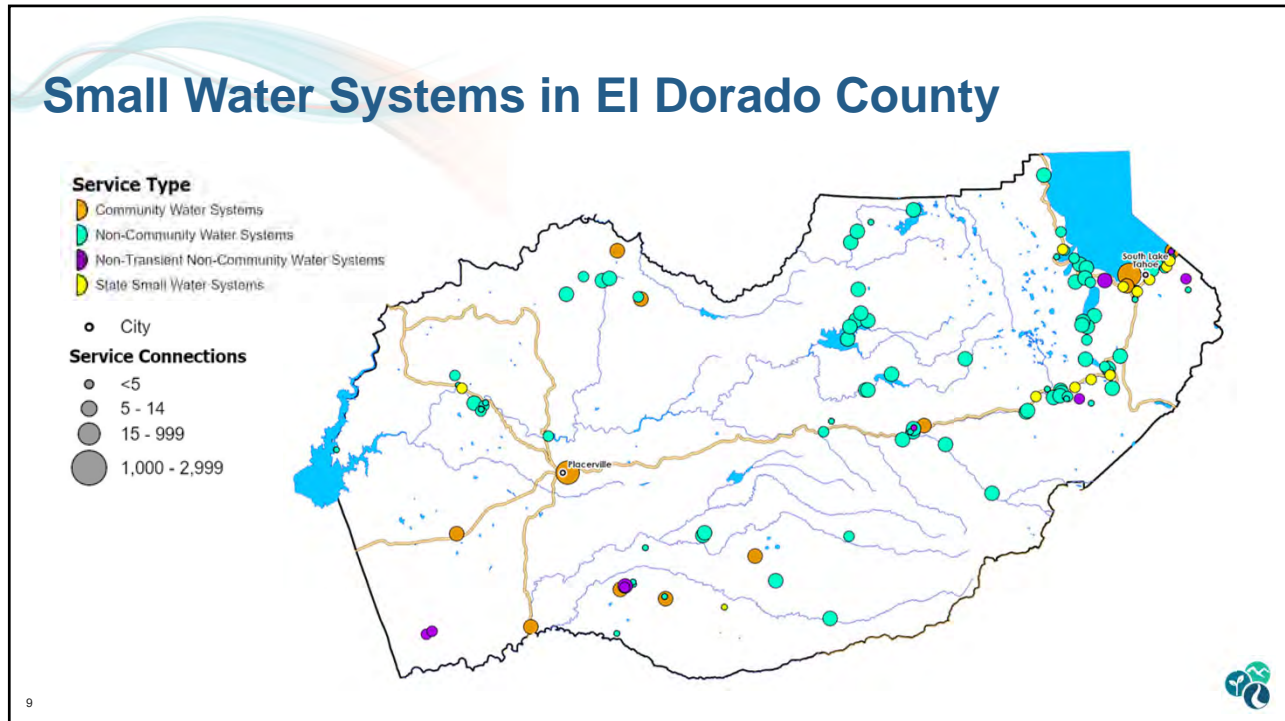 Small Water Systems in El Dorado County
Service Type
Community Water Systems
Non-Community Water Systems
Non-Transient Non-Community Water Systems
State Small Water Systems
City
Service Connections
<5
5 - 14
15 - 999
1,000 - 2,999
South Lake
Tahoe
Placerville
9